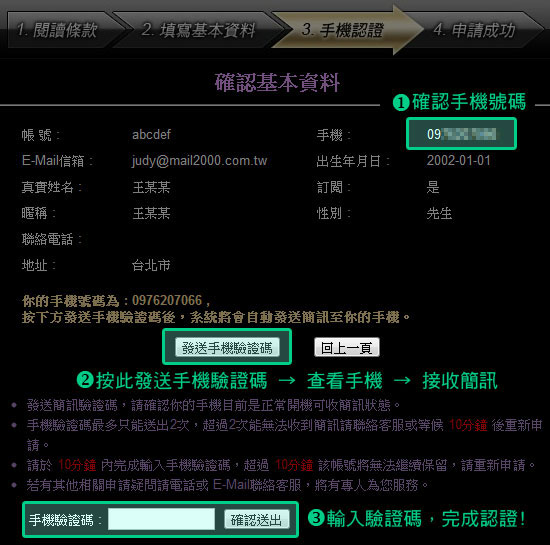 1. 閱讀條款
2. 填寫基本資料
3. 手機認證
4. 申請成功
確認基本資料
❶確認手機號碼
帳 號： abcdef 手機： 09
E-Mail信箱： judy@mail2000.com.tw 出生年月日： 2002-01-01
真實姓名： 王某某 訂閱： 是
暱稱： 王某某 性別： 先生
聯絡電話：
地址： 台北市
你的手機號碼為：0976207066，
按下方發送手機驗證碼後，系統將會自動發送簡訊至你的手機。
發送手機驗證碼 回上一頁
❷按此發送手機驗證碼 → 查看手機 → 接收簡訊
• 發送簡訊驗證碼，請確認你的手機目前是正常開機可收簡訊狀態。
• 手機驗證碼最多只能送出2次，超過2次能無法收到簡訊請聯絡客服或等候 10分鐘 後重新申
請。
• 請於 10分鐘 內完成輸入手機驗證碼，超過 10分鐘 該帳號將無法繼續保留，請重新申請。
• 若有其他相關申請疑問請電話或 E-Mail聯絡客服，將有專人為您服務。
手機驗證碼： 確認送出 ❸輸入驗證碼，完成認證!